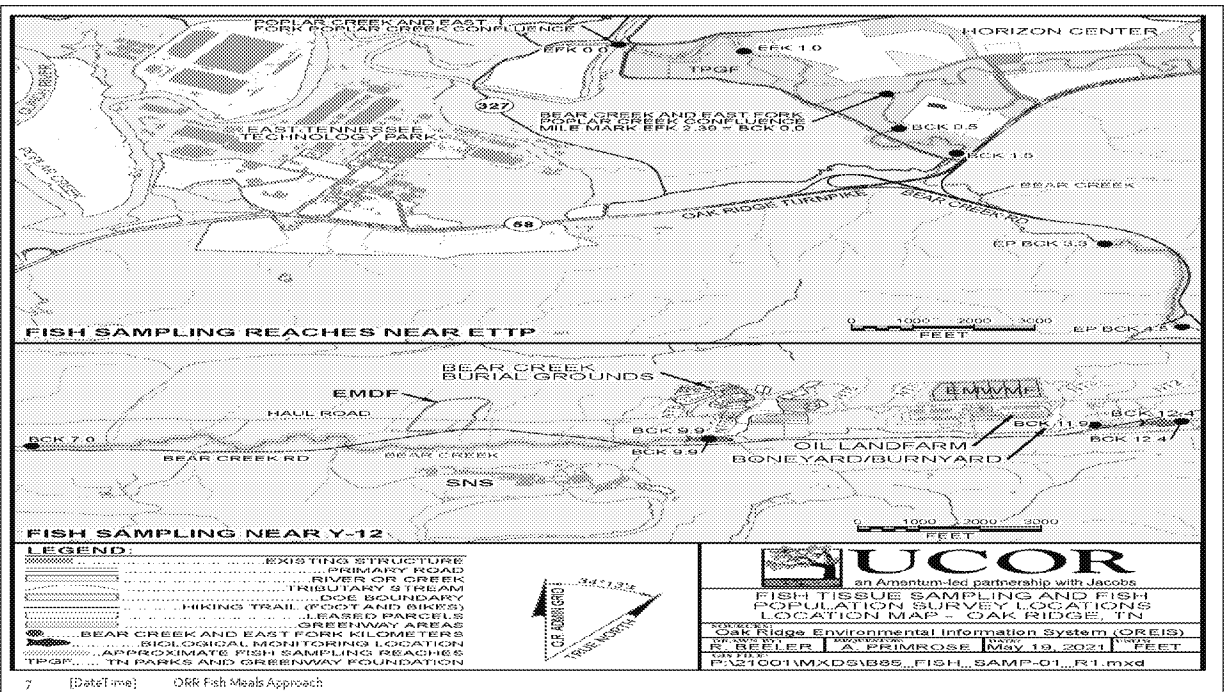 POPLAR CREEK AND EAST
FORK POPLAR CREEK CONFLUENCE
EFK 0.0
EFK 1.0
HORIZON CENTER
TPGF
327
BEAR CREEK AND EAST FORK
POPLAR CREEK CONFLUENCE
MILE MARK EFK 2.39 = BCK 0.0
EAST TENNESSEE
TECHNOLOGY PARK
POPLAR CREEK
BCK 0.5
BCK 1.5
BEAR CREEK
OAK RIDGE TURNPIKE
BEAR CREEK RD
58
EP BCK 3.3
EP BCK 4.5
0 1000 2000 3000
FEET
FISH SAMPLING REACHES NEAR ETTP
BEAR CREEK
BURIAL GROUNDS
EMDF
HAUL ROAD
EMWMF
BCK 7.0
BCK 9.9
BCK 9.9
BCK 11.9
BCK 12.4
BCK 12.4
BEAR CREEK RD
BEAR CREEK
OIL LANDFARM
BONEYARD/BURNYARD
SNS
0 1000 2000 3000
FEET
FISH SAMPLING NEAR Y-12
LEGEND:
EXISTING STRUCTURE
PRIMARY ROAD
RIVER OR CREEK
TRIBUTARY STREAM
DOE BOUNDARY
HIKING TRAIL (FOOT AND BIKES)
LEASED PARCELS
GREENWAY AREAS
BEAR CREEK AND EAST FORK KILOMETERS
BIOLOGICAL MONITORING LOCATION
APPROXIMATE FISH SAMPLING REACHES
TPGF..... TN PARKS AND GREENWAY FOUNDATION
34°12'E
O.R. ADMIN GRID
TRUE NORTH
UCOR
an Amentum-led partnership with Jacobs
FISH TISSUE SAMPLING AND FISH
POPULATION SURVEY LOCATIONS
LOCATION MAP - OAK RIDGE, TN
SOURCES:
Oak Ridge Environmental Information System (OREIS)
R. BEELER A. PRIMROSE May 19, 2021 FEET
P:\21001\MXDS\B85_FISH_SAMP-01_R1.mxd
7 [DateTime] ORR Fish Meals Approach